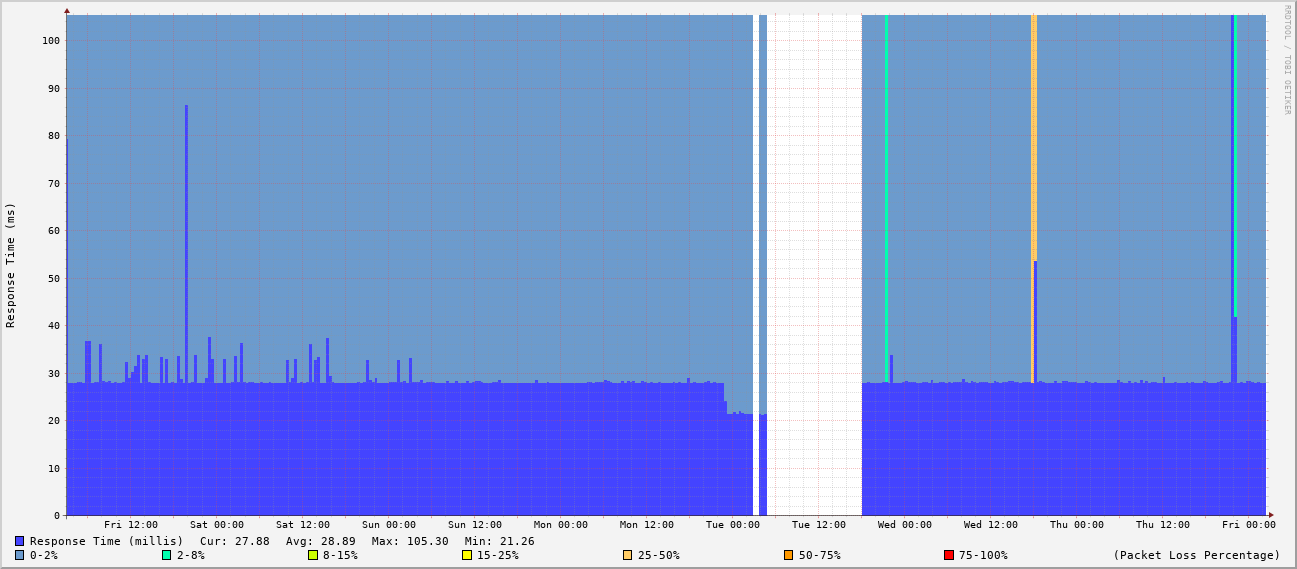 RRDTOOL / TOBI OETIKER
Response Time (ms)
100
90
80
70
60
50
40
30
20
10
0
Fri 12:00 Sat 00:00 Sat 12:00 Sun 00:00 Sun 12:00 Mon 00:00 Mon 12:00 Tue 00:00 Tue 12:00 Wed 00:00 Wed 12:00 Thu 00:00 Thu 12:00 Fri 00:00
Response Time (millis) Cur: 27.88 Avg: 28.89 Max: 105.30 Min: 21.26
0-2% 2-8% 8-15% 15-25% 25-50% 50-75% 75-100% (Packet Loss Percentage)